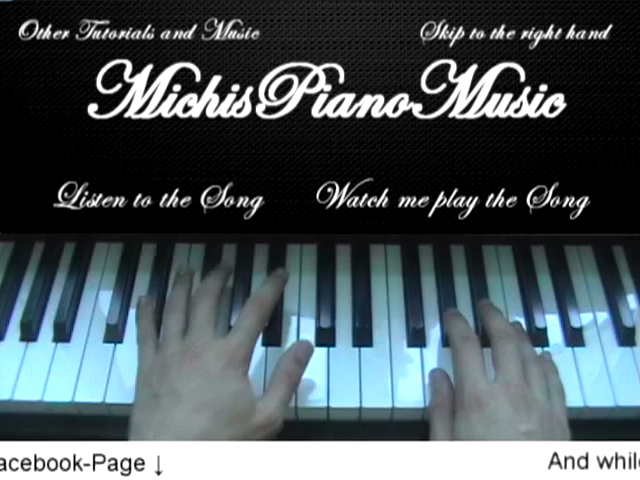 Other Tutorials and Music
Skip to the right hand
MichisPianoMusic
Listen to the Song
Watch me play the Song
acebook-Page ↓
And while